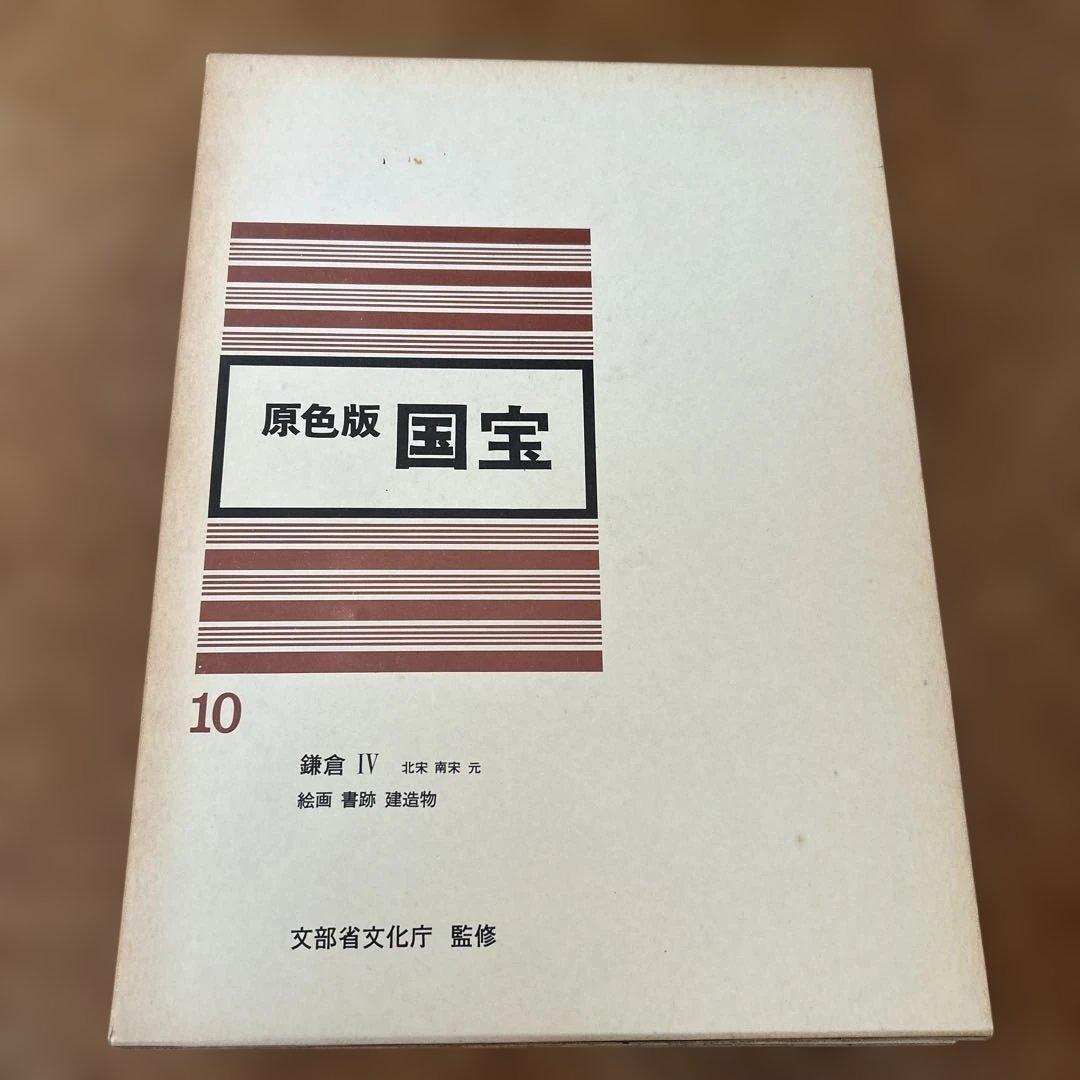 原色版 国宝
10
鎌倉 IV 北宋 南宋 元
絵画 書跡 建造物
文部省文化庁 監修